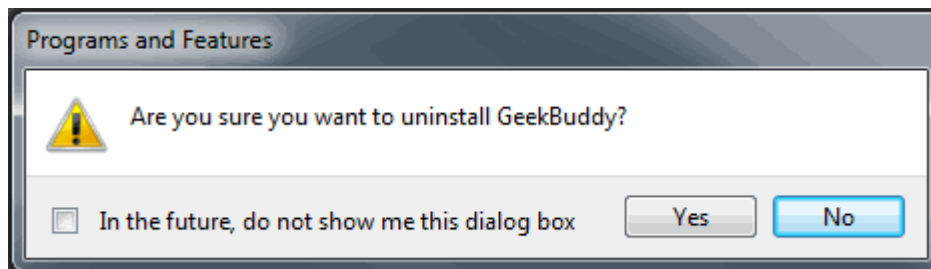 Programs and Features
Are you sure you want to uninstall GeekBuddy?
In the future, do not show me this dialog box
Yes
No